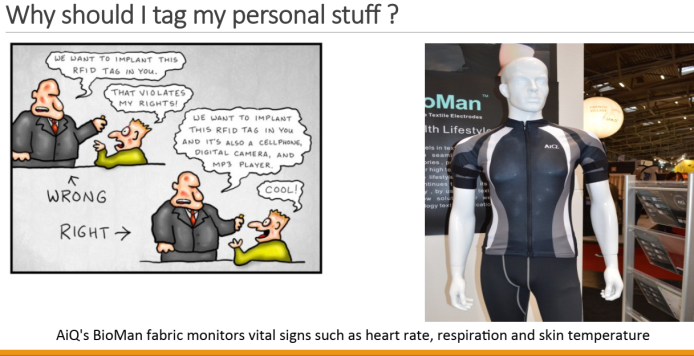 Why should I tag my personal stuff ?
WE WANT TO IMPLANT THIS
RFID TAG IN YOU.
THAT VIOLATES
MY RIGHTS!
WRONG
RIGHT →
WE WANT TO IMPLANT
THIS RFID TAG IN YOU
AND IT'S ALSO A CELLPHONE,
DIGITAL CAMERA, AND
MP3 PLAYER.
COOL!
oMan™
Textile Electrodes
lth Lifestyle
AiQ
AiQ's BioMan fabric monitors vital signs such as heart rate, respiration and skin temperature